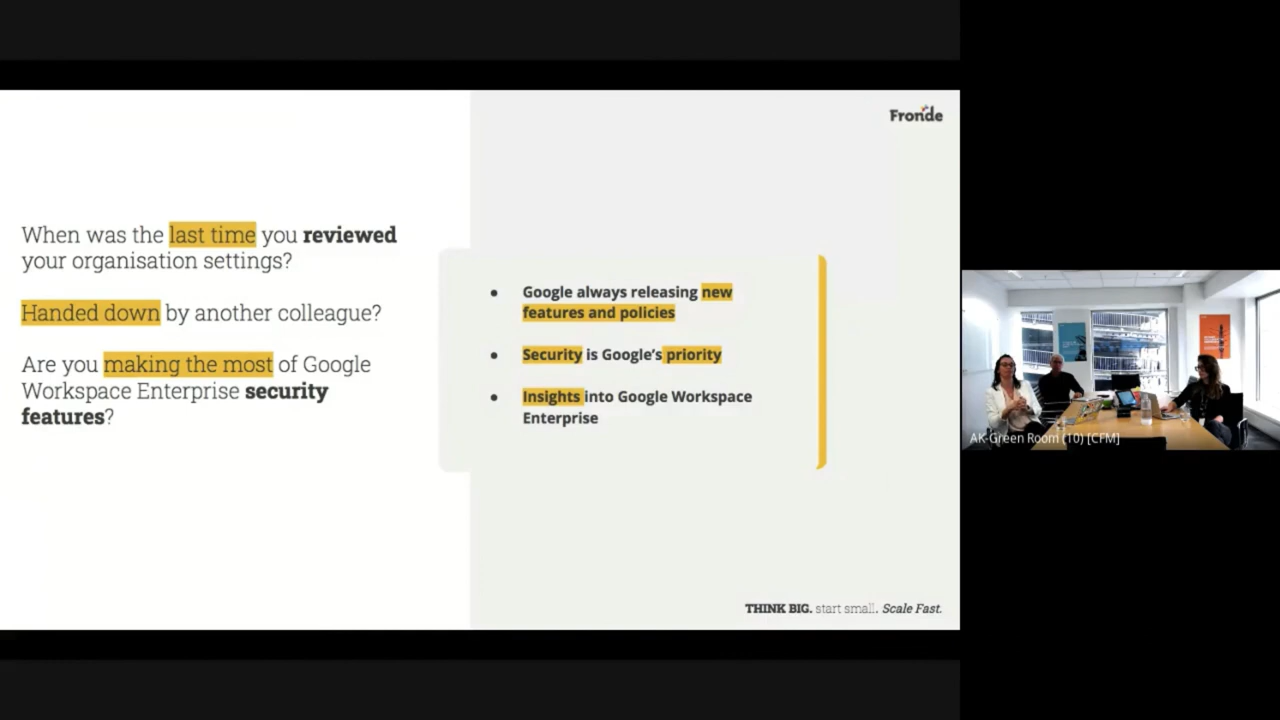 Fronde
When was the last time you reviewed
your organisation settings?
Handed down by another colleague?
Are you making the most of Google
Workspace Enterprise security
features?
● Google always releasing new
features and policies
● Security is Google's priority
● Insights into Google Workspace
Enterprise
THINK BIG. start small. Scale Fast.
AK-Green Room (10) [CFM]